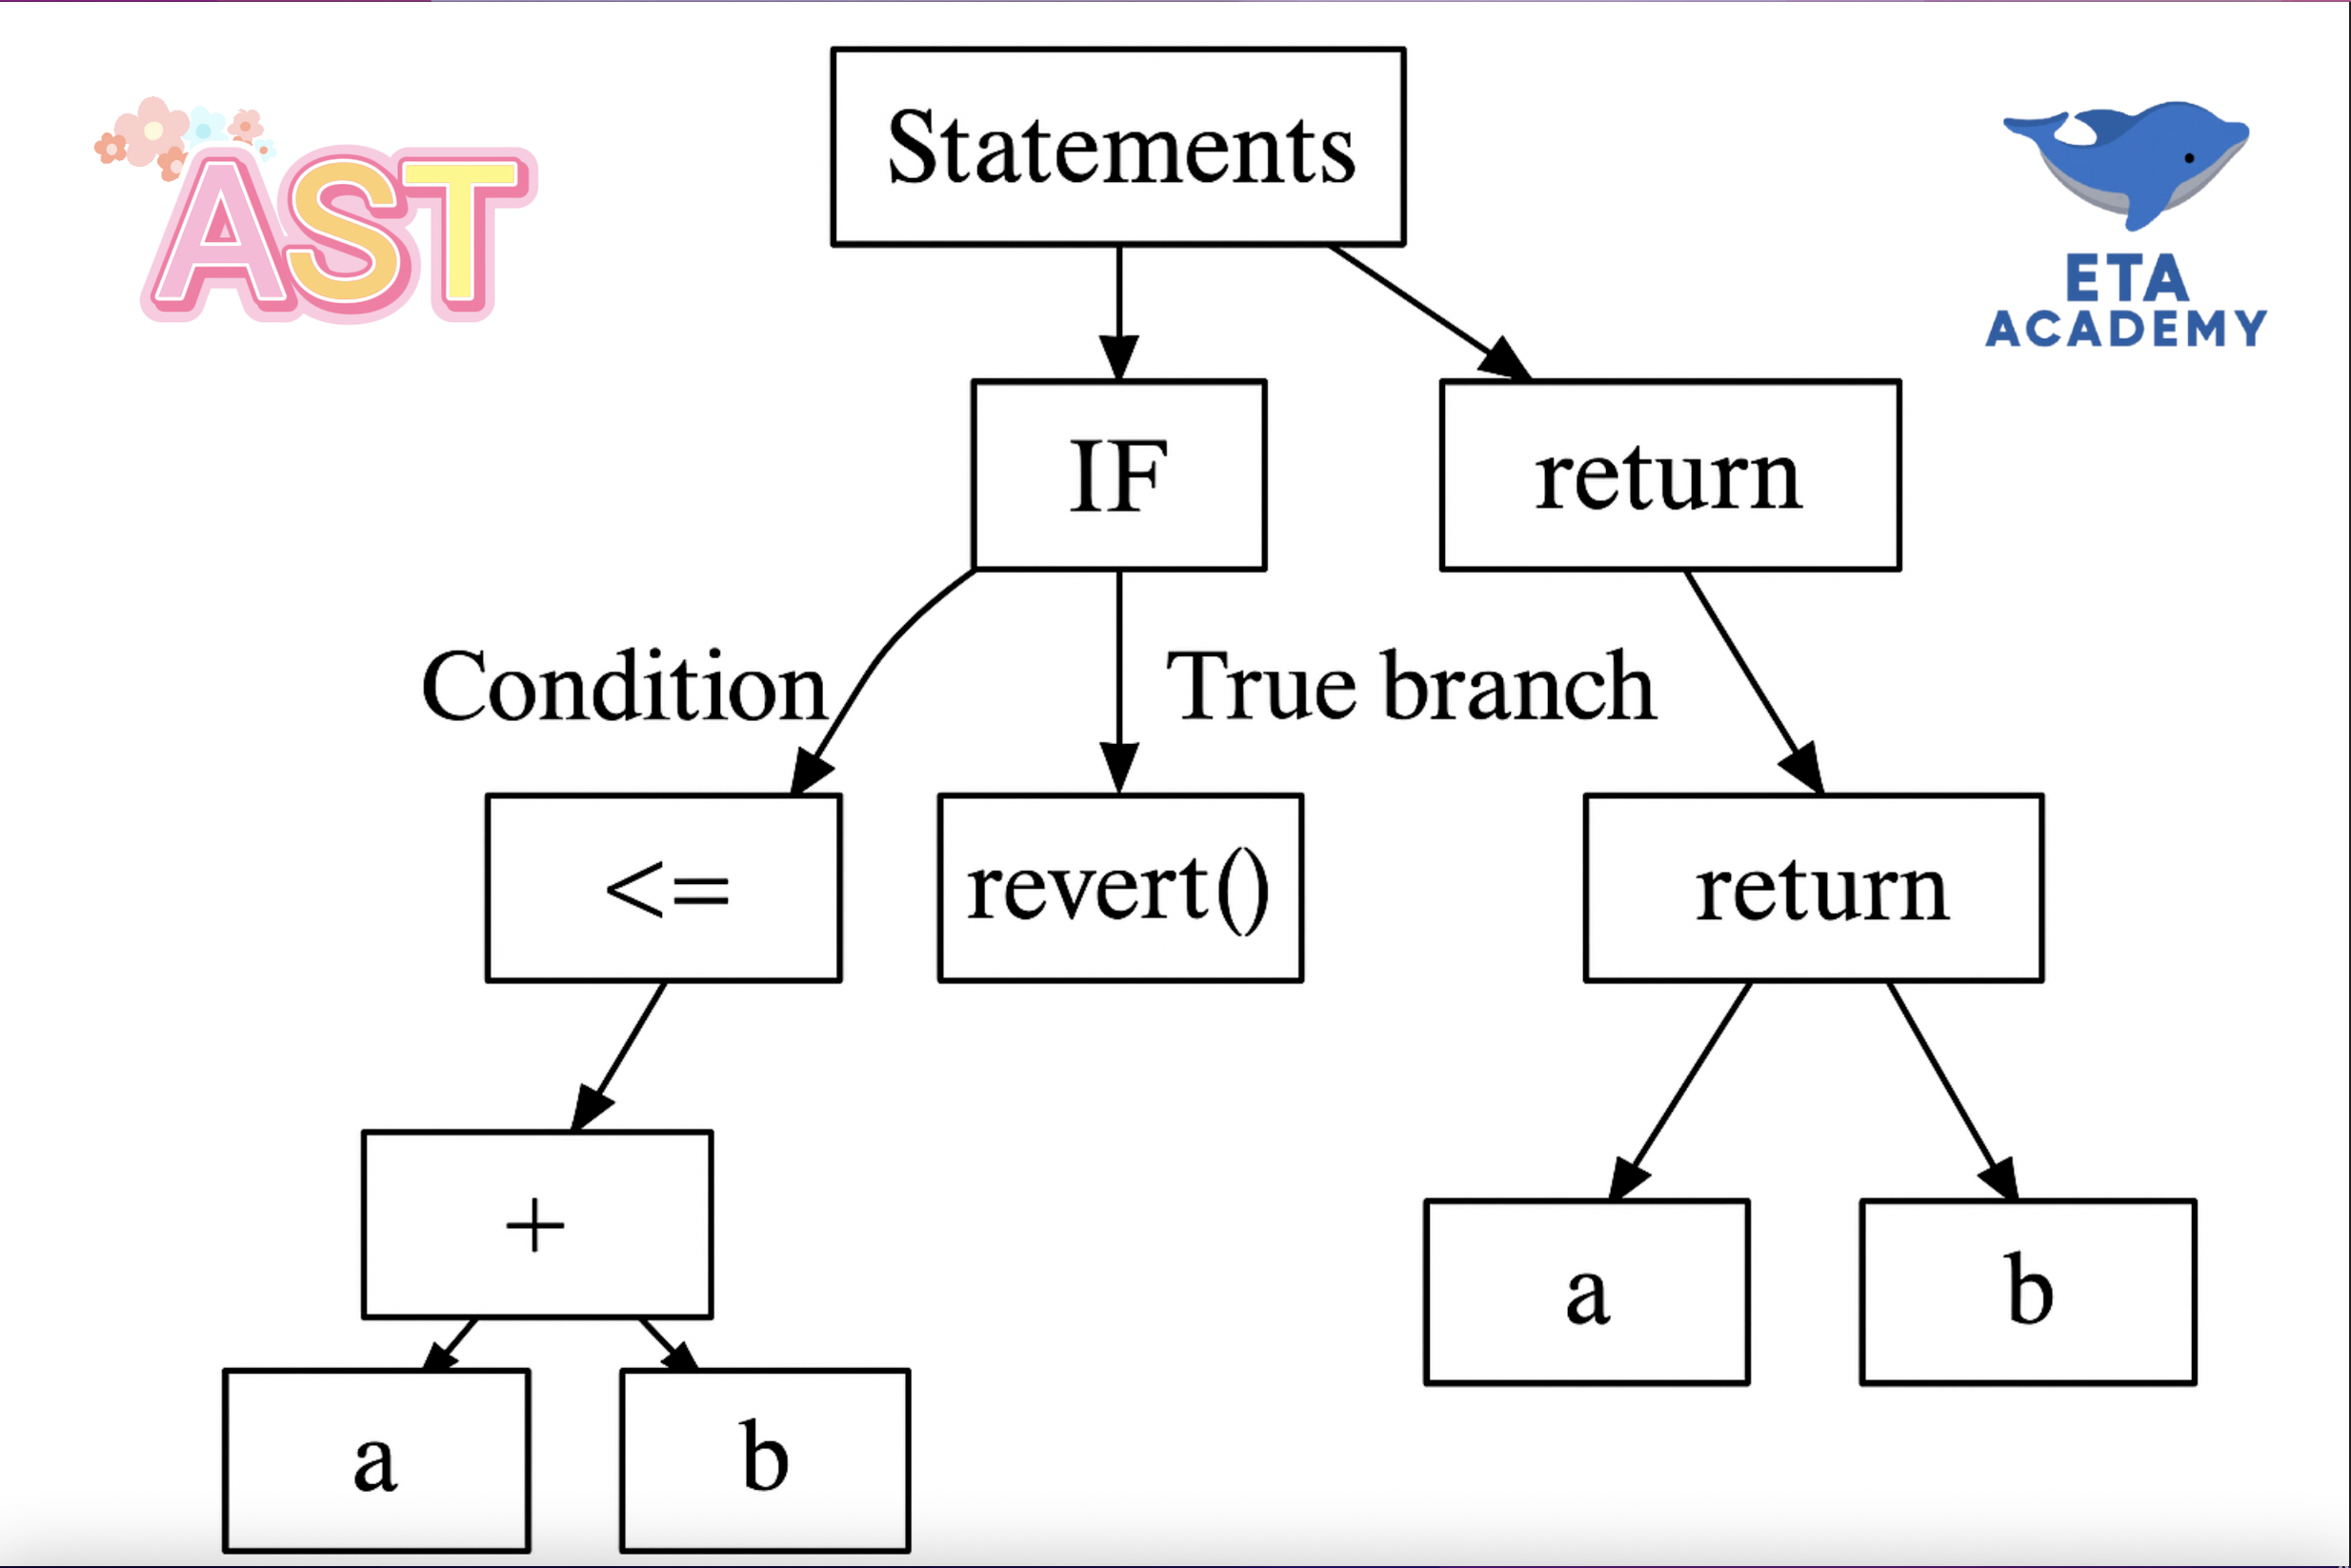 AST
Statements
ETA
ACADEMY
IF
return
Condition
True branch
<=
revert()
return
+
a
b
a
b